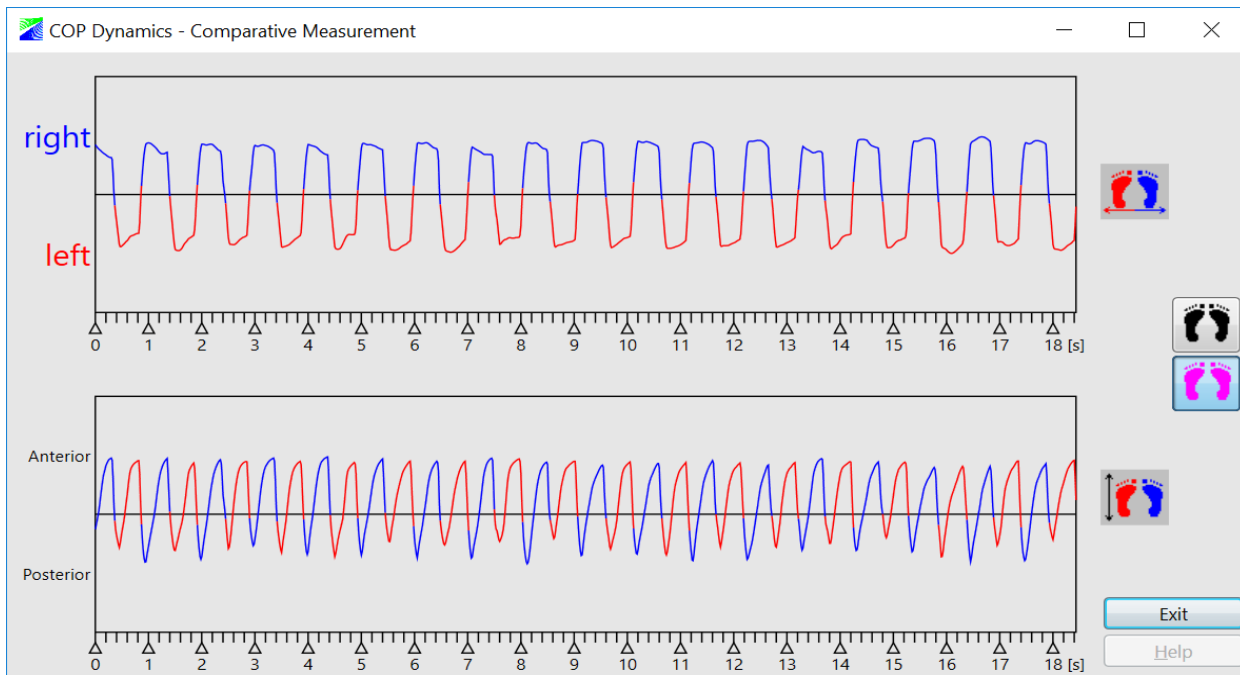 COP Dynamics - Comparative Measurement
right
left
0 1 2 3 4 5 6 7 8 9 10 11 12 13 14 15 16 17 18 [s]
Anterior
Posterior
0 1 2 3 4 5 6 7 8 9 10 11 12 13 14 15 16 17 18 [s]
Exit
Help